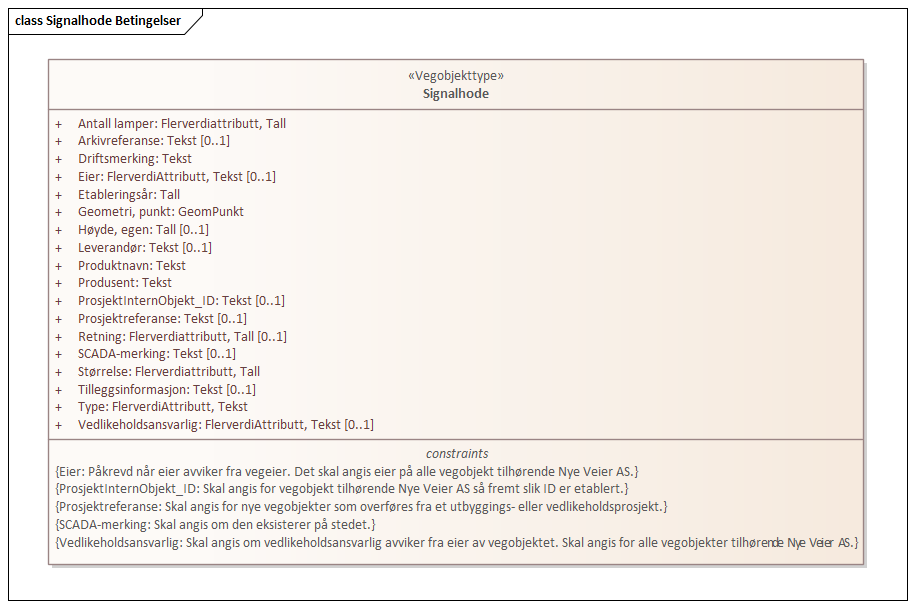 class Signalhode Betingelser
«Vegobjekttype»
Signalhode
+ Antall lamper: Flerverdiattributt, Tall
+ Arkivreferanse: Tekst [0..1]
+ Driftsmerking: Tekst
+ Eier: FlerverdiAttributt, Tekst [0..1]
+ Etableringsår: Tall
+ Geometri, punkt: GeomPunkt
+ Høyde, egen: Tall [0..1]
+ Leverandør: Tekst [0..1]
+ Produktnavn: Tekst
+ Produsent: Tekst
+ ProsjektInternObjekt_ID: Tekst [0..1]
+ Prosjektreferanse: Tekst [0..1]
+ Retning: Flerverdiattributt, Tall [0..1]
+ SCADA-merking: Tekst [0..1]
+ Størrelse: Flerverdiattributt, Tall
+ Tilleggsinformasjon: Tekst [0..1]
+ Type: FlerverdiAttributt, Tekst
+ Vedlikeholdsansvarlig: FlerverdiAttributt, Tekst [0..1]
constraints
{Eier: Påkrevd når eier avviker fra vegeier. Det skal angis eier på alle vegobjekt tilhørende Nye Veier AS.}
{ProsjektInternObjekt_ID: Skal angis for vegobjekt tilhørende Nye Veier AS så fremt slik ID er etablert.}
{Prosjektreferanse: Skal angis for nye vegobjekter som overføres fra et utbyggings- eller vedlikeholdsprosjekt.}
{SCADA-merking: Skal angis om den eksisterer på stedet.}
{Vedlikeholdsansvarlig: Skal angis om vedlikeholdsansvarlig avviker fra eier av vegobjektet. Skal angis for alle vegobjekter tilhørende Nye Veier AS.}